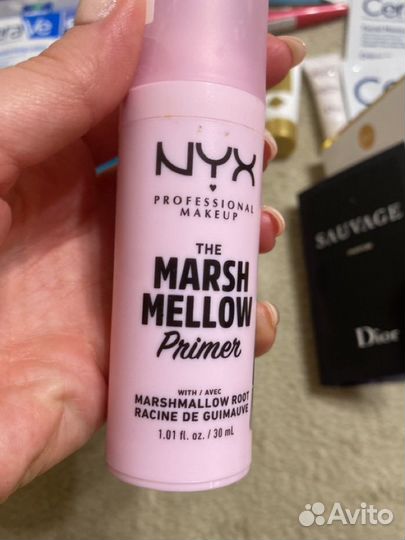 NYX
PROFESSIONAL
MAKEUP
THE
MARSH
MELLOW
Primer
WITH / AVEC
MARSHMALLOW ROOT
RACINE DE GUIMAUVE
1.01 fl. oz. / 30 mL
SAUVAGE
Dior
Avito